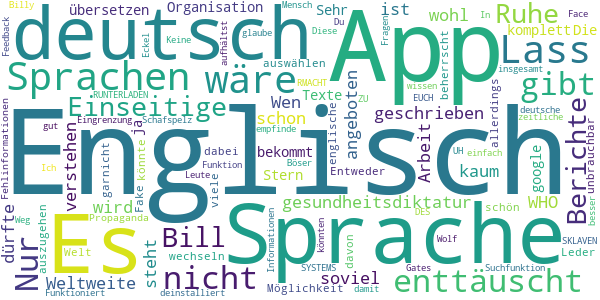 Billy übersetzen Organisation Sehr ist wohl Ruhe In Face
Feedback deutsch Mensch Du App komplett Die
Eckel Keine glaube Diese aufhältst Fragen Lass insgesamt
Sprachen wäre auswählen beherrscht gibt
RUNTERLADEN RMACHT Texte wissen EUCH deutsche
Einseitige Wen angeboten geschrieben ZU zeitliche allerdings Berichte unbrauchbar
Fehlinformationen gut Eingrenzung Schafspelz schon
Englisch
verstehen ja dabei empfinde englische Arbeit UH einfach google
Ich garnicht Funktion bekommt kaum
Fake könnte Leute Böser Entweder
dürfte Nur auszugehen Es wird viele Stern Sprache gesundheitsdiktatur WHO schön besser
Propaganda Bill Informationen davon DES
Weg Welt steht wechseln könnten Wolf Leder SKLAVEN
Weltweite nicht soviel SYSTEMS Gates Suchfunktion
Funktioniert deinstalliert Möglichkeit damit enttäuscht